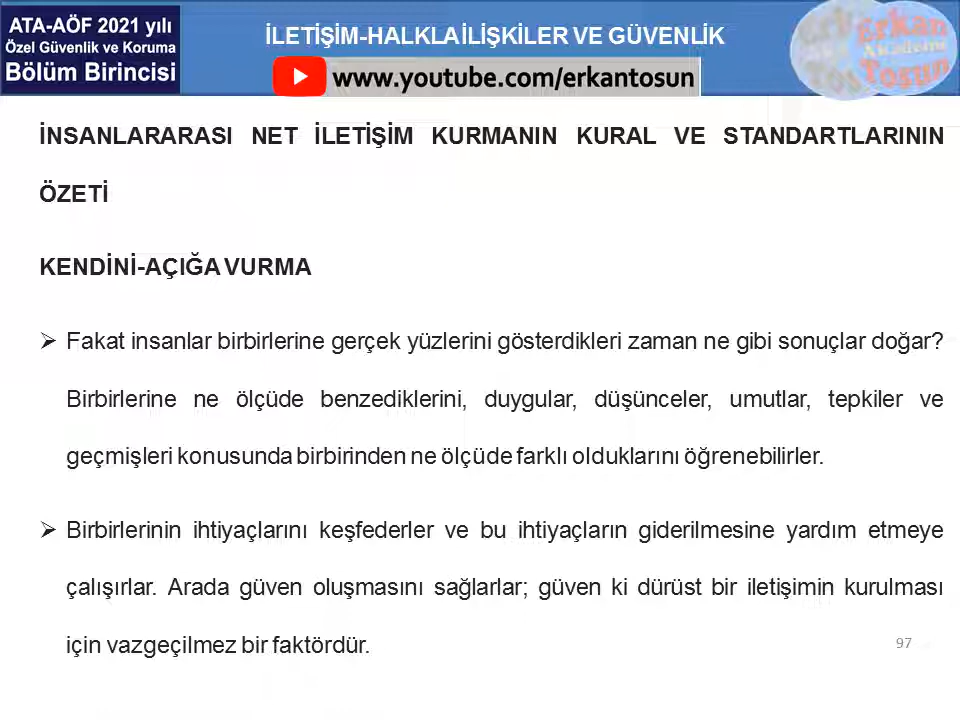 ATA-AÖF 2021 yılı
Özel Güvenlik ve Koruma
Bölüm Birincisi
İLETİŞİM-HALKLA İLİŞKİLER VE GÜVENLİK
www.youtube.com/erkantosun
Erkan
Akademi
Tosun
İNSANLARARASI NET İLETİŞİM KURMANIN KURAL VE STANDARTLARININ
ÖZETİ
KENDİNİ-AÇIĞA VURMA
➢ Fakat insanlar birbirlerine gerçek yüzlerini gösterdikleri zaman ne gibi sonuçlar doğar?
Birbirlerine ne ölçüde benzediklerini, duygular, düşünceler, umutlar, tepkiler ve
geçmişleri konusunda birbirinden ne ölçüde farklı olduklarını öğrenebilirler.
➢ Birbirlerinin ihtiyaçlarını keşfederler ve bu ihtiyaçların giderilmesine yardım etmeye
çalışırlar. Arada güven oluşmasını sağlarlar; güven ki dürüst bir iletişimin kurulması
için vazgeçilmez bir faktördür.
97